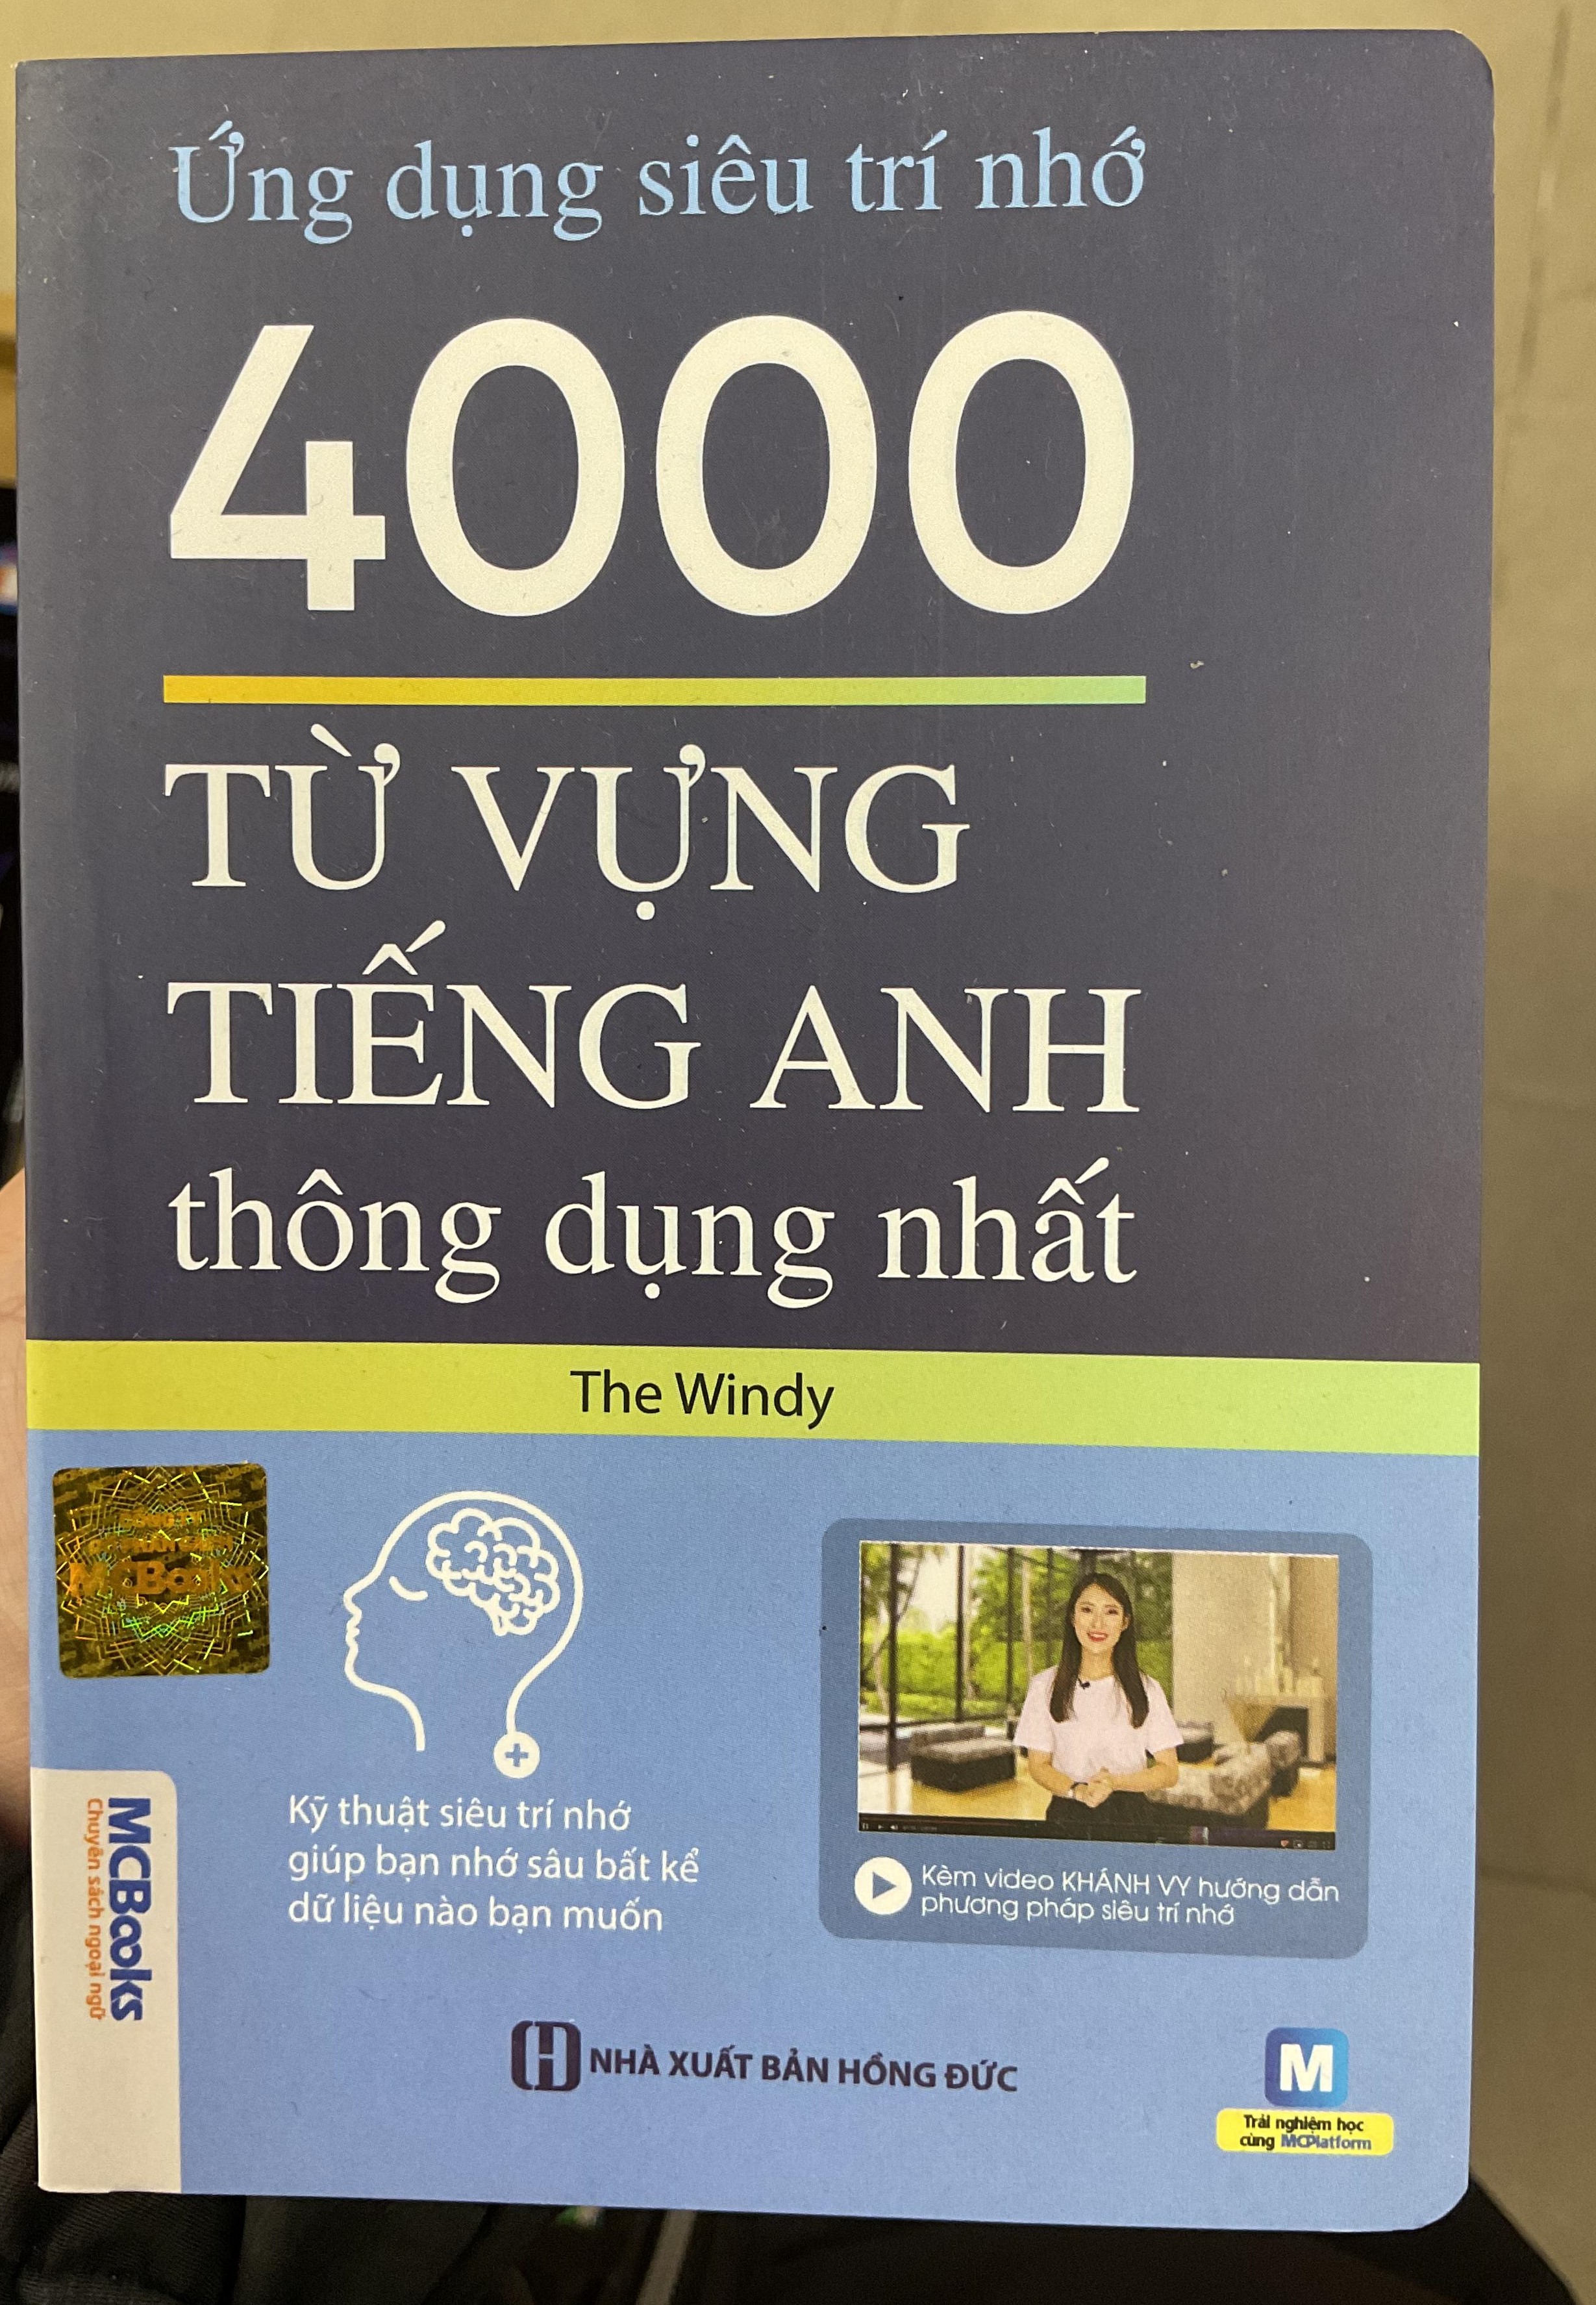 Ứng dụng siêu trí nhớ
4000
TỪ VỰNG
TIẾNG ANH
thông dụng nhất
The Windy
MCBooks
Kỹ thuật siêu trí nhớ
giúp bạn nhớ sâu bất kể
dữ liệu nào bạn muốn
Kèm video KHÁNH VY hướng dẫn
phương pháp siêu trí nhớ
MCBooks
Chuyên sách ngoại ngữ
NHÀ XUẤT BẢN HỒNG ĐỨC
M
Trải nghiệm học
cùng MCPlatform